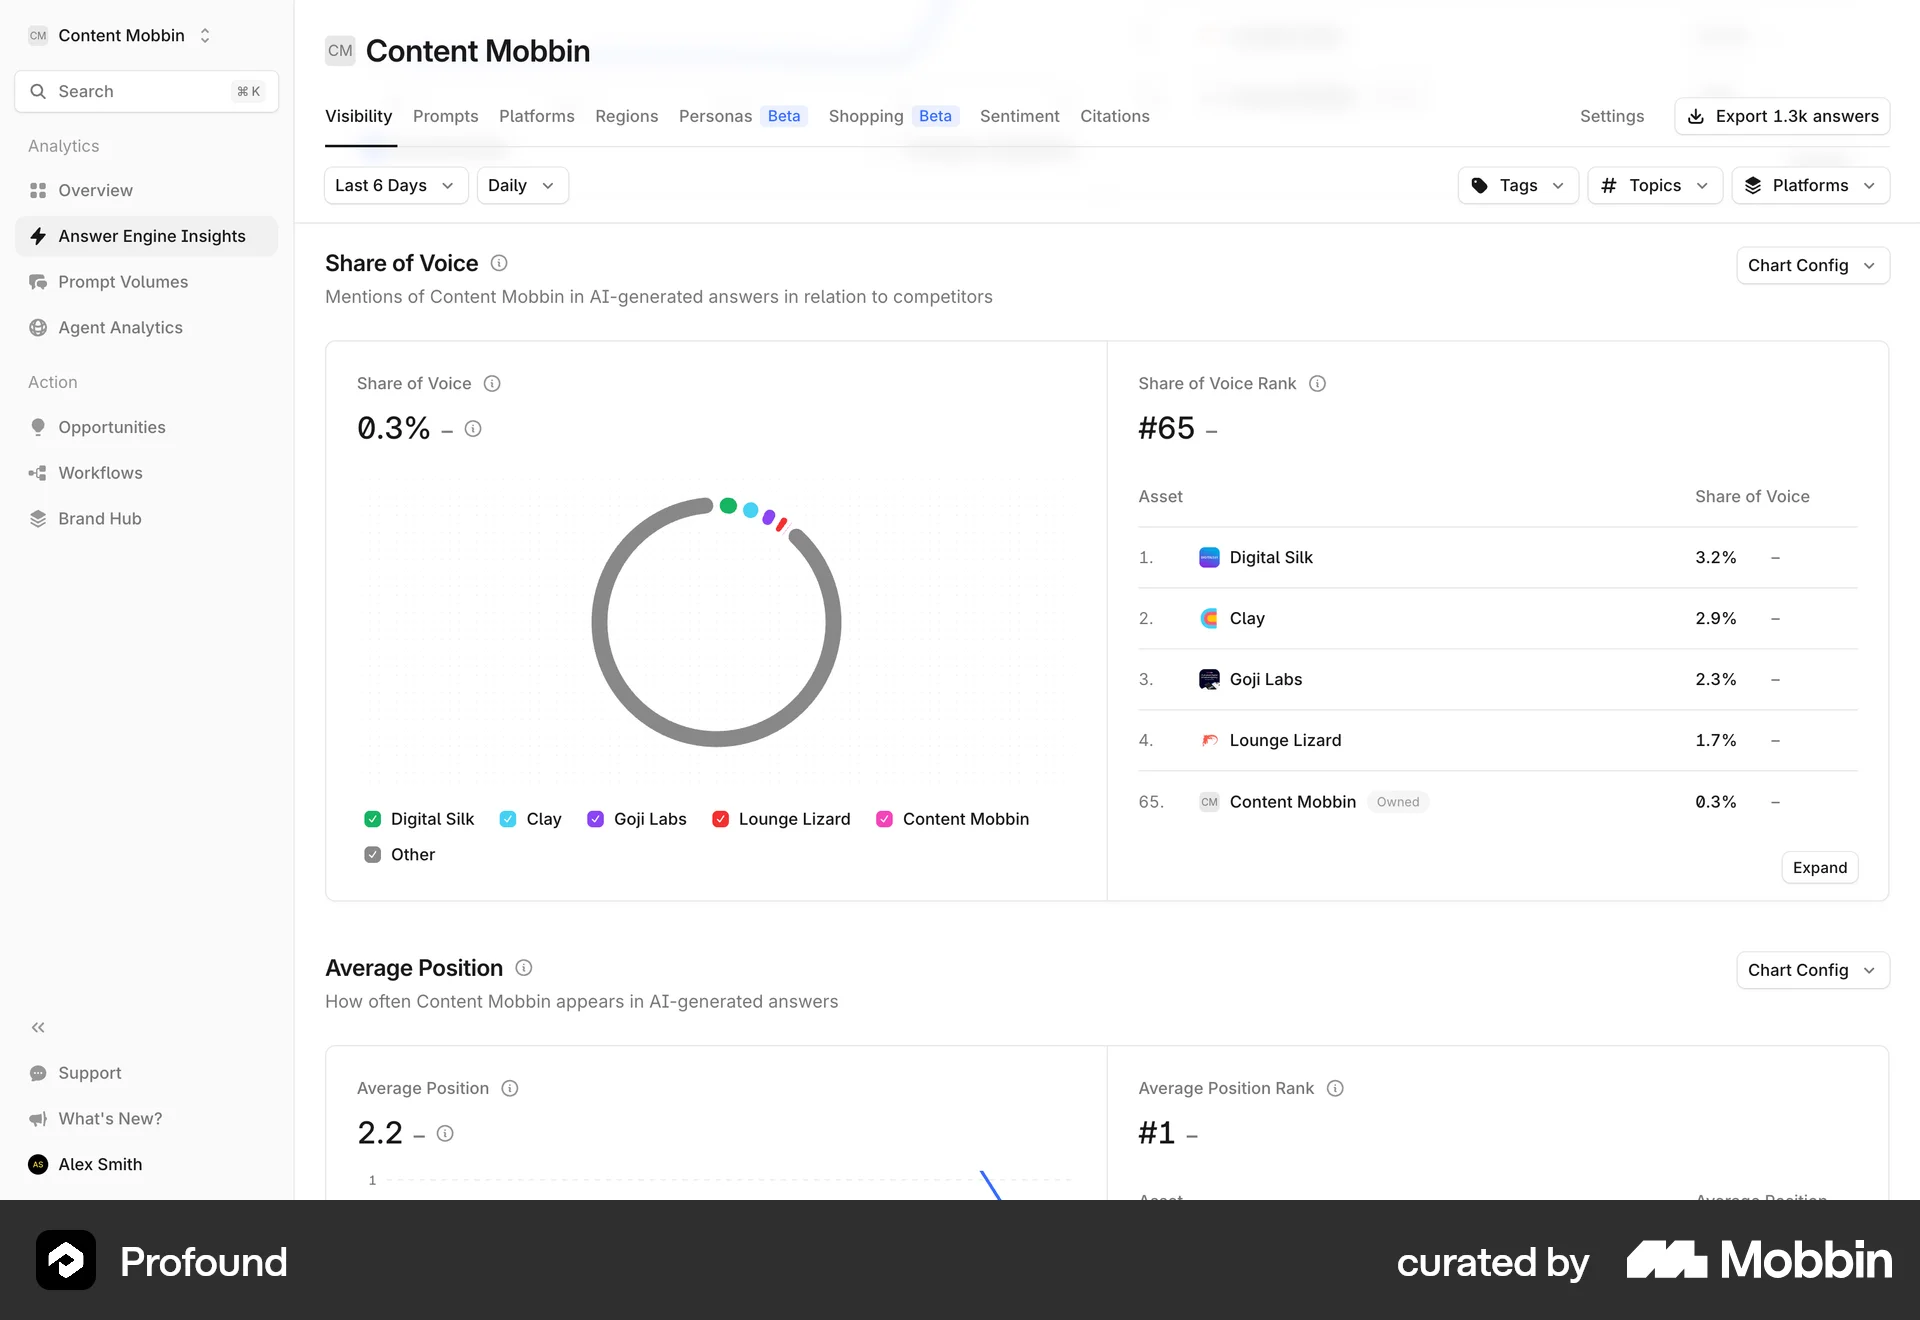 CM Content Mobbin
Search ⌘ K
Analytics
Overview
Answer Engine Insights
Prompt Volumes
Agent Analytics
Action
Opportunities
Workflows
Brand Hub
Support
What's New?
AS Alex Smith
CM Content Mobbin
Visibility Prompts Platforms Regions Personas Beta Shopping Beta Sentiment Citations Settings Export 1.3k answers
Last 6 Days Daily Tags # Topics Platforms
Share of Voice
Chart Config
Mentions of Content Mobbin in AI-generated answers in relation to competitors
Share of Voice
0.3% –
Digital Silk Clay Goji Labs Lounge Lizard Content Mobbin
Other
Share of Voice Rank
#65 –
Asset Share of Voice
1. Digital Silk 3.2% –
2. Clay 2.9% –
3. Goji Labs 2.3% –
4. Lounge Lizard 1.7% –
65. CM Content Mobbin Owned 0.3% –
Expand
Average Position
Chart Config
How often Content Mobbin appears in AI-generated answers
Average Position
2.2 –
1
Average Position Rank
#1 –
Asset Average Position
Profound
curated by Mobbin